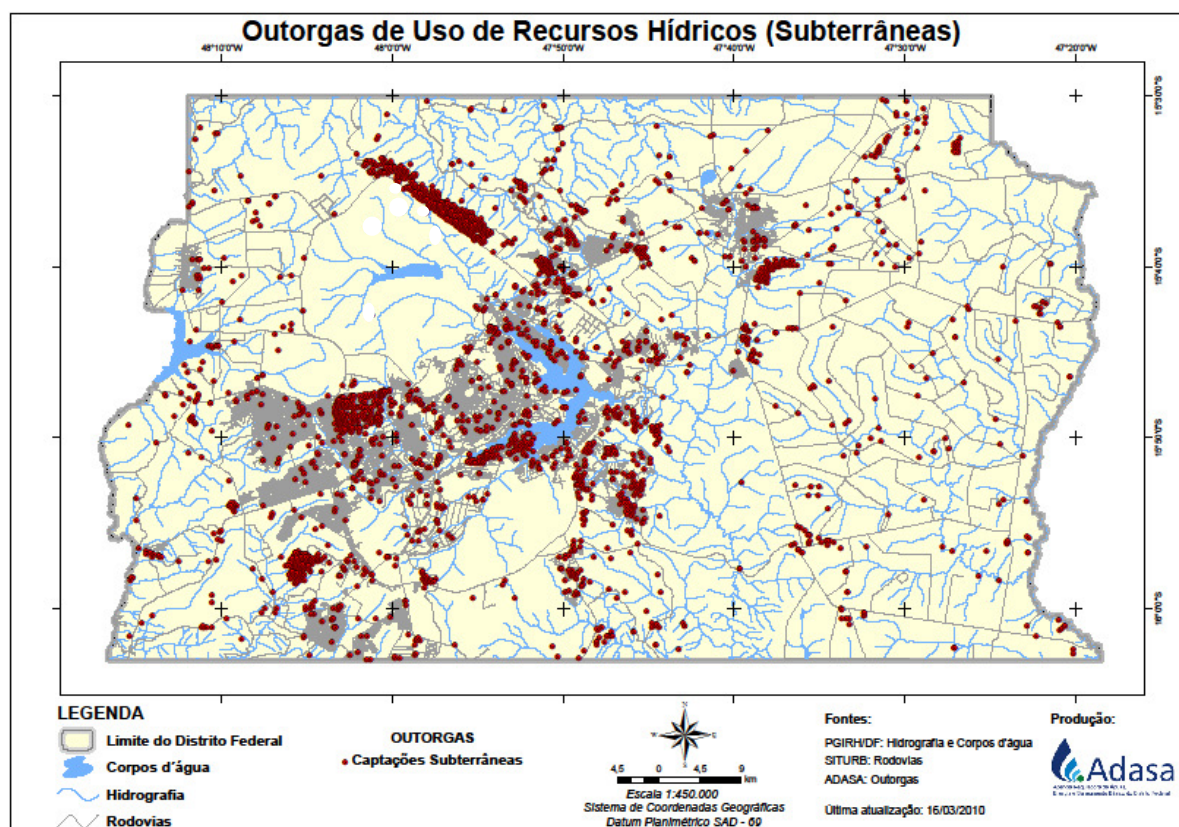 Outorgas de Uso de Recursos Hídricos (Subterrâneas)
48°10'0"W 48°0'0"W 47°50'0"W 47°40'0"W 47°30'0"W 47°20'0"W
15°30'0"S
15°40'0"S
15°50'0"S
16°0'0"S
LEGENDA
Limite do Distrito Federal
Corpos d´água
Hidrografia
Rodovias
OUTORGAS
Captações Subterrâneas
N
S
4,5 0 4,5 9
km
Escala 1:450.000
Sistema de Coordenadas Geográficas
Datum Planimétrico SAD - 69
Fontes:
PGIRH/DF: Hidrografia e Corpos d'água
SITURB: Rodovias
ADASA: Outorgas
Última atualização: 16/03/2010
Produção:
Adasa